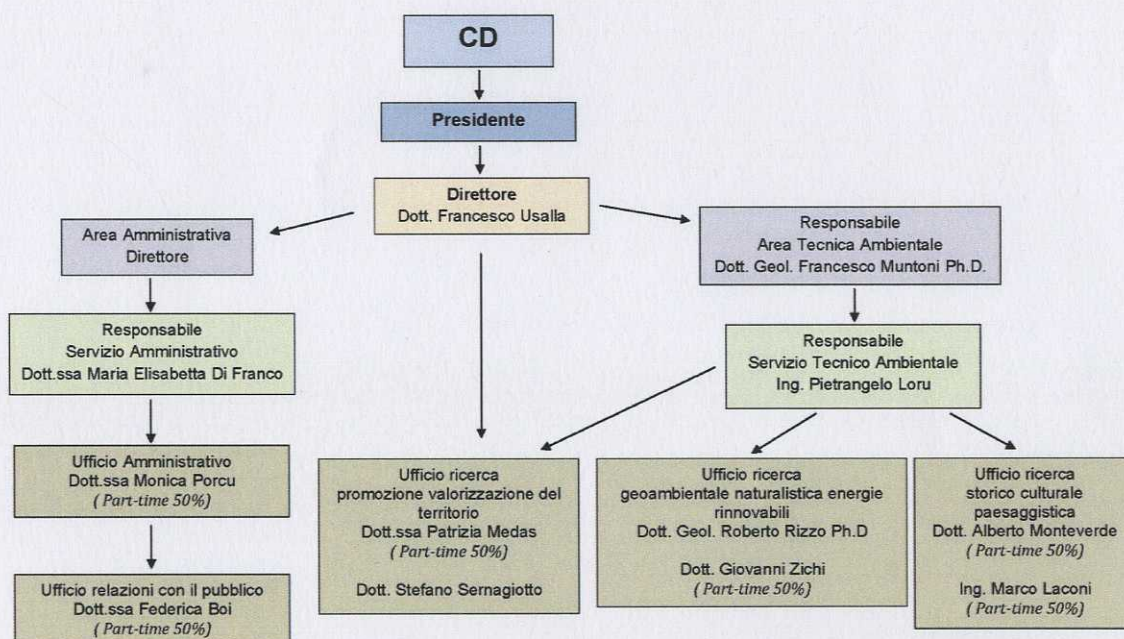 CD
Presidente
Direttore
Dott. Francesco Usalla
Area Amministrativa
Direttore
Responsabile
Area Tecnica Ambientale
Dott. Geol. Francesco Muntoni Ph.D.
Responsabile
Servizio Amministrativo
Dott.ssa Maria Elisabetta Di Franco
Responsabile
Servizio Tecnico Ambientale
Ing. Pietrangelo Loru
Ufficio Amministrativo
Dott.ssa Monica Porcu
( Part-time 50%)
Ufficio relazioni con il pubblico
Dott.ssa Federica Boi
( Part-time 50%)
Ufficio ricerca
promozione valorizzazione del
territorio
Dott.ssa Patrizia Medas
( Part-time 50%)
Dott. Stefano Sernagiotto
Ufficio ricerca
geoambientale naturalistica energie
rinnovabili
Dott. Geol. Roberto Rizzo Ph.D
Dott. Giovanni Zichi
( Part-time 50%)
Ufficio ricerca
storico culturale
paesaggistica
Dott. Alberto Monteverde
( Part-time 50%)
Ing. Marco Laconi
( Part-time 50%)